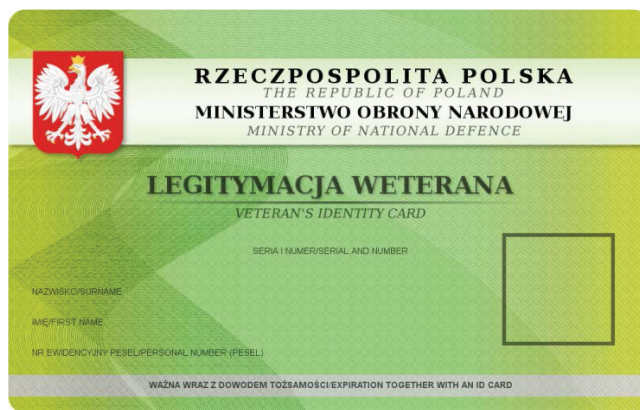 RZECZPOSPOLITA POLSKA
THE REPUBLIC OF POLAND
MINISTERSTWO OBRONY NARODOWEJ
MINISTRY OF NATIONAL DEFENCE
LEGITYMACJA WETERANA
VETERAN'S IDENTITY CARD
SERIA I NUMER/SERIAL AND NUMBER
NAZWISKO/SURNAME
IMIĘ/FIRST NAME
NR EWIDENCYJNY PESEL/PERSONAL NUMBER (PESEL)
WAŻNA WRAZ Z DOWODEM TOŻSAMOŚCI/EXPIRATION TOGETHER WITH AN ID CARD